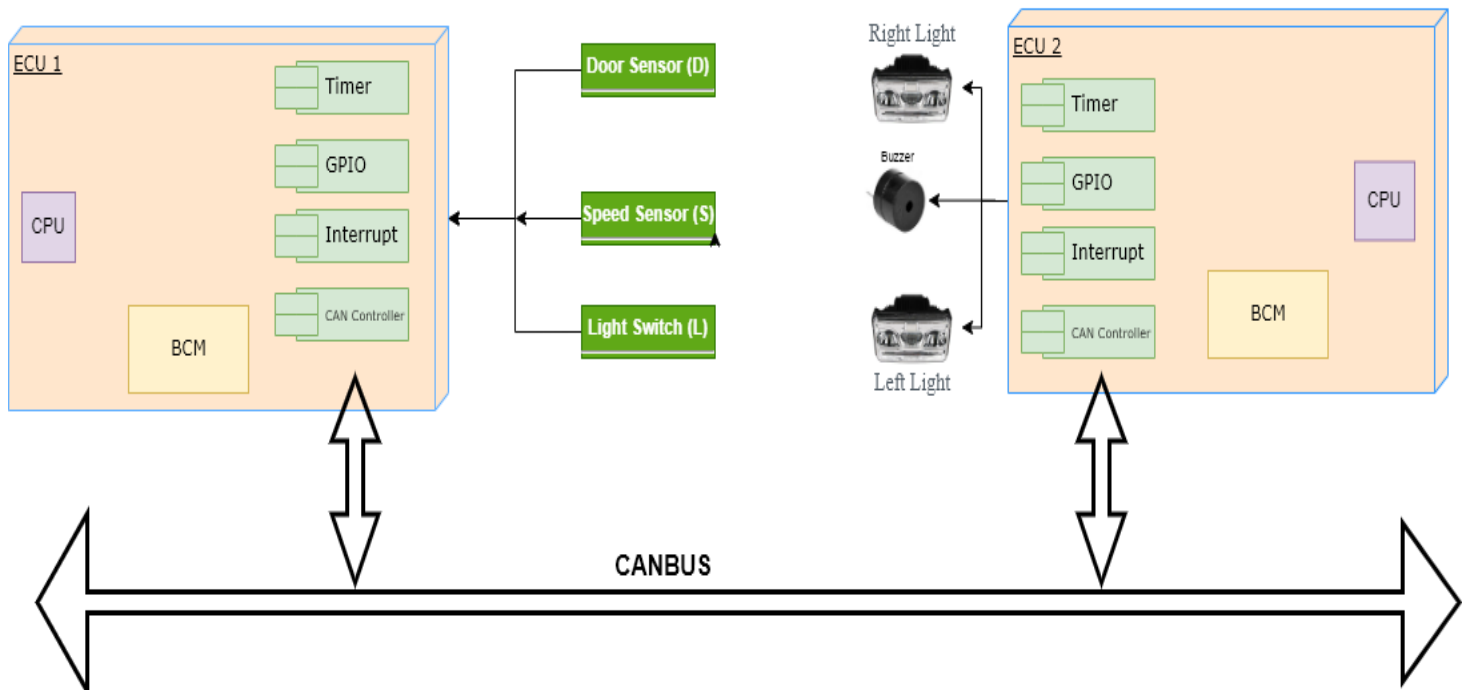 ECU 1
Timer
GPIO
Interrupt
CAN Controller
CPU
BCM
Door Sensor (D)
Speed Sensor (S)
Light Switch (L)
Right Light
Buzzer
Left Light
ECU 2
Timer
GPIO
Interrupt
CAN Controller
CPU
BCM
CANBUS